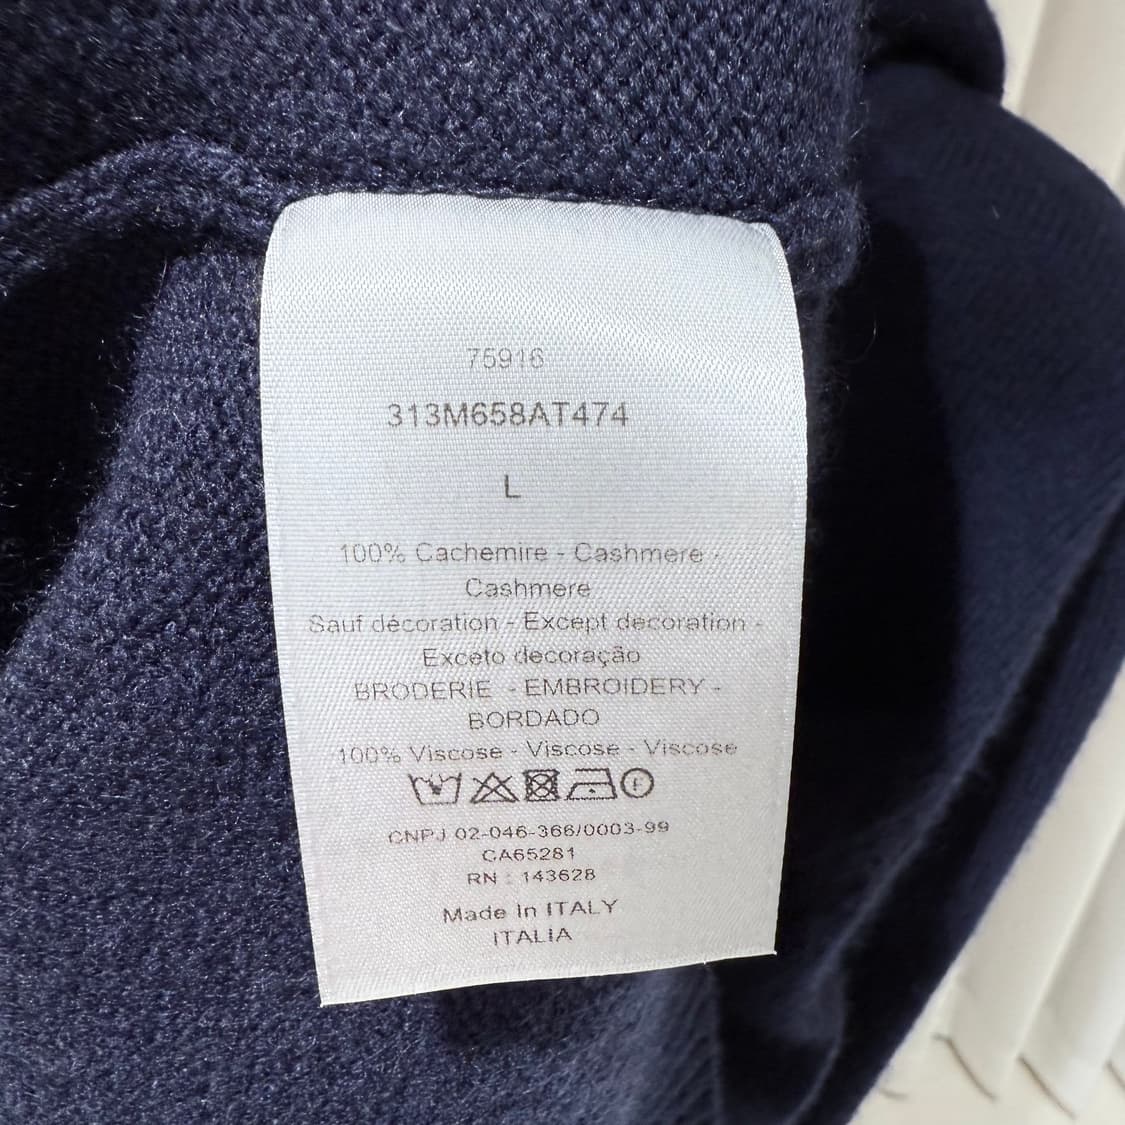 75916
313M658AT474
L
100% Cachemire - Cashmere -
Cashmere
Sauf décoration - Except decoration -
Exceto decoração
BRODERIE - EMBROIDERY -
BORDADO
100% Viscose - Viscose - Viscose
CNPJ 02-046-366/0003-99
CA65281
RN : 143628
Made In ITALY
ITALIA